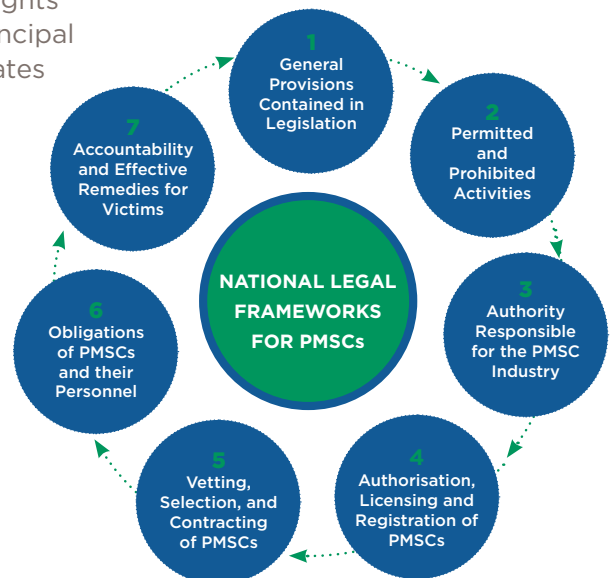 ghts
ncipal
ates
1
General
Provisions
Contained in
Legislation
2
Permitted
and
Prohibited
Activities
3
Authority
Responsible
for the PMSC
Industry
4
Authorisation,
Licensing and
Registration of
PMSCs
5
Vetting,
Selection, and
Contracting
of PMSCs
6
Obligations
of PMSCs
and their
Personnel
7
Accountability
and Effective
Remedies for
Victims
NATIONAL LEGAL
FRAMEWORKS
FOR PMSCs